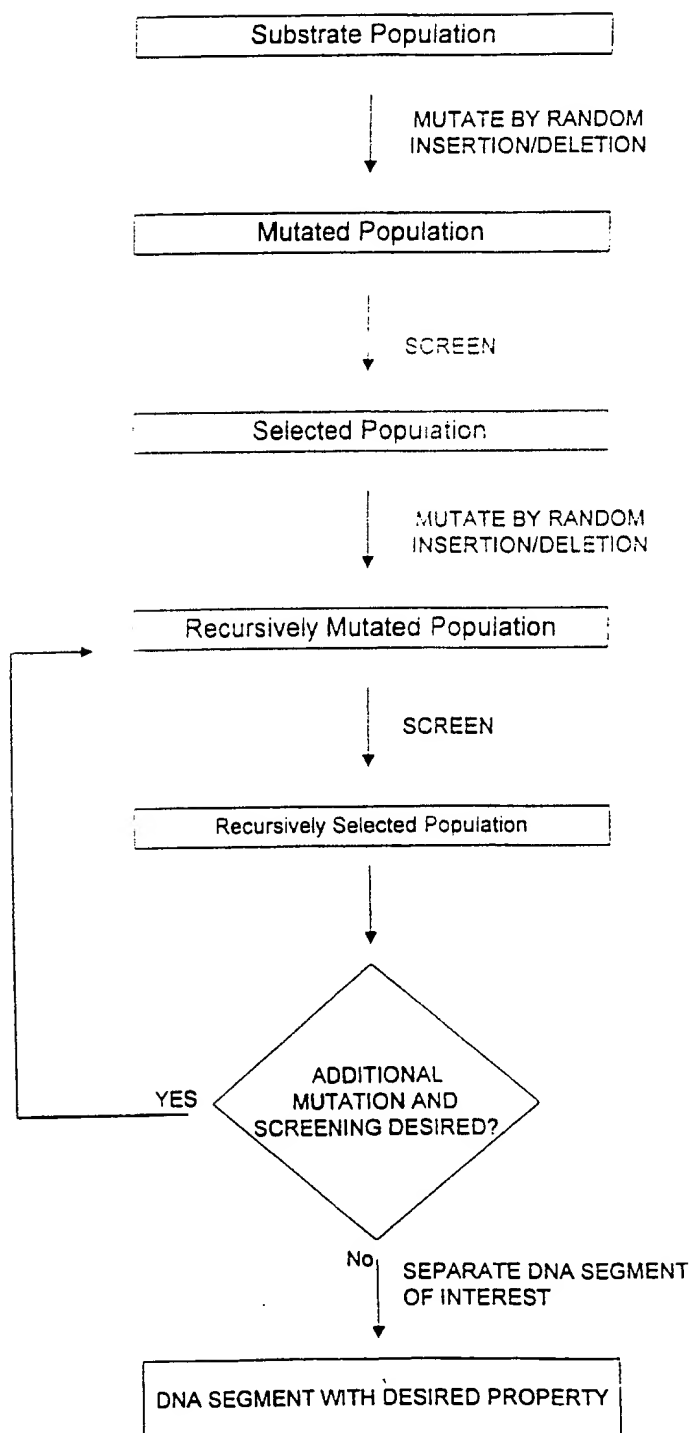 Substrate Population
MUTATE BY RANDOM
INSERTION/DELETION
Mutated Population
SCREEN
Selected Population
MUTATE BY RANDOM
INSERTION/DELETION
Recursively Mutated Population
SCREEN
Recursively Selected Population
YES
ADDITIONAL
MUTATION AND
SCREENING DESIRED?
No
SEPARATE DNA SEGMENT
OF INTEREST
DNA SEGMENT WITH DESIRED PROPERTY